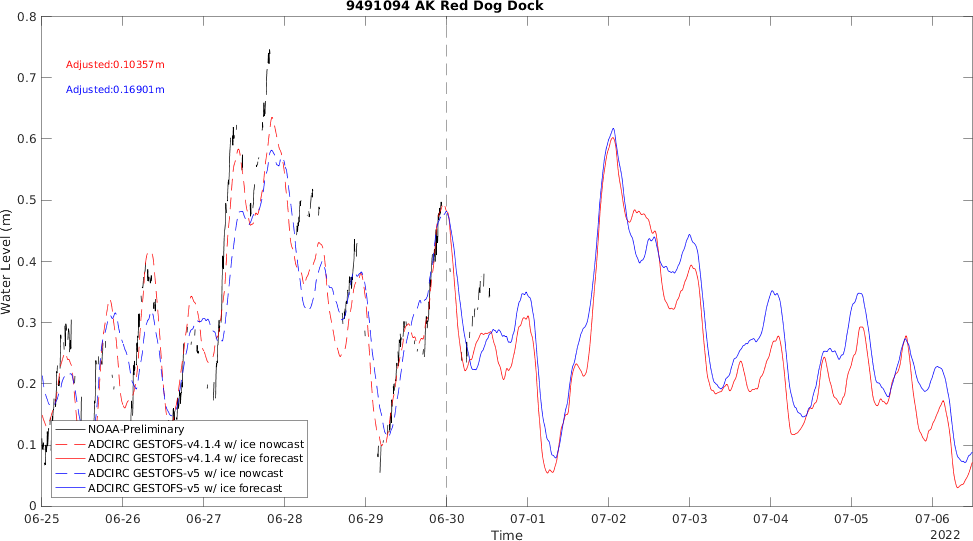 9491094 AK Red Dog Dock
0.8
0.7
0.6
0.5
0.4
0.3
0.2
0.1
0
Water Level (m)
Adjusted:0.10357m
Adjusted:0.16901m
NOAA-Preliminary
ADCIRC GESTOFS-v4.1.4 w/ ice nowcast
ADCIRC GESTOFS-v4.1.4 w/ ice forecast
ADCIRC GESTOFS-v5 w/ ice nowcast
ADCIRC GESTOFS-v5 w/ ice forecast
06-25 06-26 06-27 06-28 06-29 06-30 07-01 07-02 07-03 07-04 07-05 07-06
Time
2022